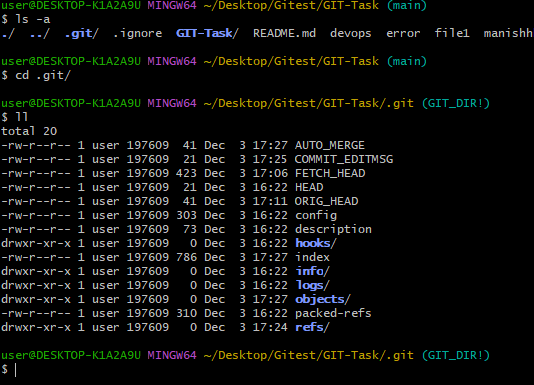 user@DESKTOP-K1A2A9U MINGW64 ~/Desktop/Gitest/GIT-Task (main)
$ ls -a
./  ../  .git/  .ignore  GIT-Task/  README.md  devops  error  file1  manishh

user@DESKTOP-K1A2A9U MINGW64 ~/Desktop/Gitest/GIT-Task (main)
$ cd .git/

user@DESKTOP-K1A2A9U MINGW64 ~/Desktop/Gitest/GIT-Task/.git (GIT_DIR!)
$ ll
total 20
-rw-r--r-- 1 user 197609  41 Dec  3 17:27 AUTO_MERGE
-rw-r--r-- 1 user 197609  21 Dec  3 17:25 COMMIT_EDITMSG
-rw-r--r-- 1 user 197609 423 Dec  3 17:06 FETCH_HEAD
-rw-r--r-- 1 user 197609  21 Dec  3 16:22 HEAD
-rw-r--r-- 1 user 197609  41 Dec  3 17:11 ORIG_HEAD
-rw-r--r-- 1 user 197609 303 Dec  3 16:22 config
-rw-r--r-- 1 user 197609  73 Dec  3 16:22 description
drwxr-xr-x 1 user 197609   0 Dec  3 16:22 hooks/
-rw-r--r-- 1 user 197609 786 Dec  3 17:27 index
drwxr-xr-x 1 user 197609   0 Dec  3 16:22 info/
drwxr-xr-x 1 user 197609   0 Dec  3 16:22 logs/
drwxr-xr-x 1 user 197609   0 Dec  3 17:27 objects/
-rw-r--r-- 1 user 197609 310 Dec  3 16:22 packed-refs
drwxr-xr-x 1 user 197609   0 Dec  3 17:24 refs/

user@DESKTOP-K1A2A9U MINGW64 ~/Desktop/Gitest/GIT-Task/.git (GIT_DIR!)
$